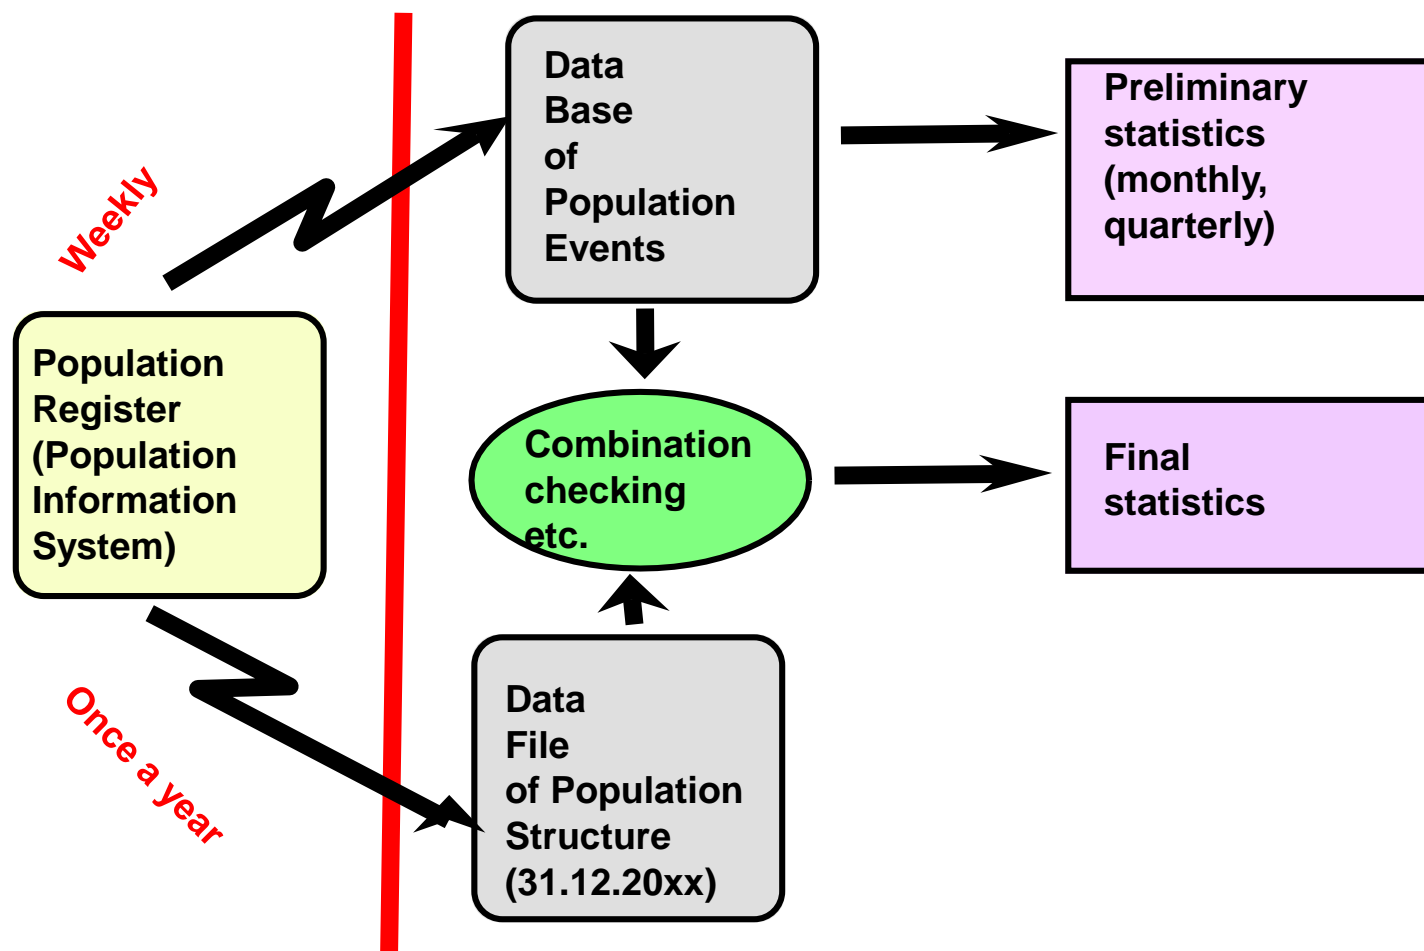 Data
Base
of
Population
Events
Preliminary
statistics
(monthly,
quarterly)
Weekly
Population
Register
(Population
Information
System)
Combination
checking
etc.
Final
statistics
Once a year
Data
File
of Population
Structure
(31.12.20xx)